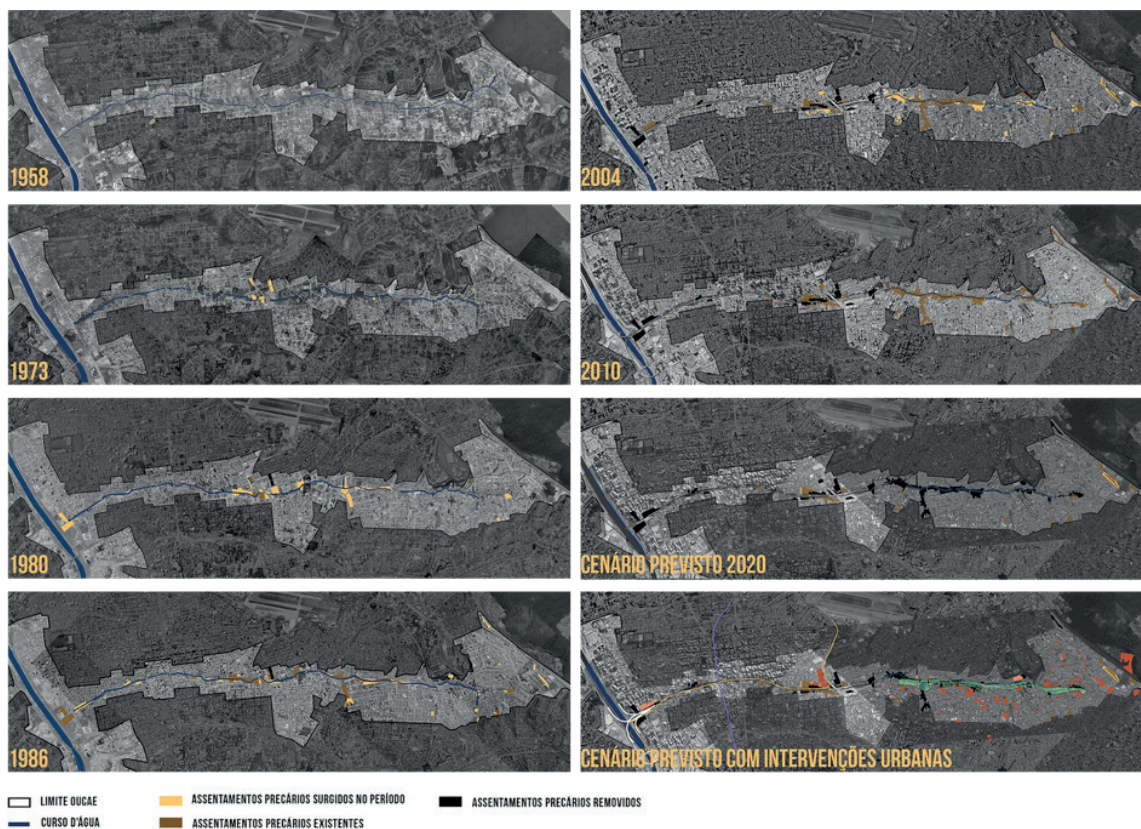 1958
2004
1973
2010
1980
CENÁRIO PREVISTO 2020
1986
CENÁRIO PREVISTO COM INTERVENÇÕES URBANAS
LIMITE OUCAE
ASSENTAMENTOS PRECÁRIOS SURGIDOS NO PERÍODO
ASSENTAMENTOS PRECÁRIOS REMOVIDOS
CURSO D'ÁGUA
ASSENTAMENTOS PRECÁRIOS EXISTENTES